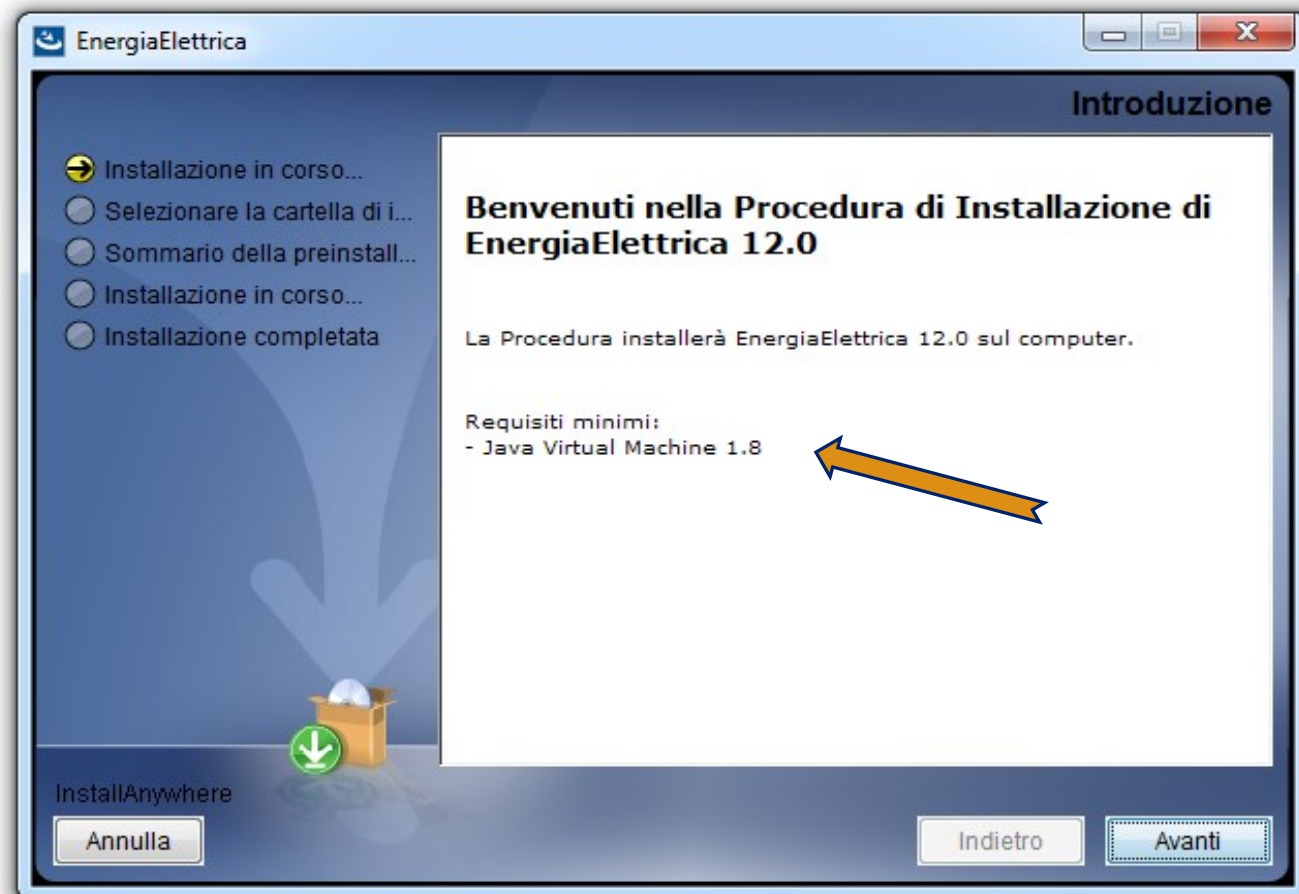 EnergiaElettrica
Introduzione
Installazione in corso...
Selezionare la cartella di i...
Sommario della preinstall...
Installazione in corso...
Installazione completata
Benvenuti nella Procedura di Installazione di
EnergiaElettrica 12.0
La Procedura installerà EnergiaElettrica 12.0 sul computer.
Requisiti minimi:
- Java Virtual Machine 1.8
InstallAnywhere
Annulla
Indietro
Avanti